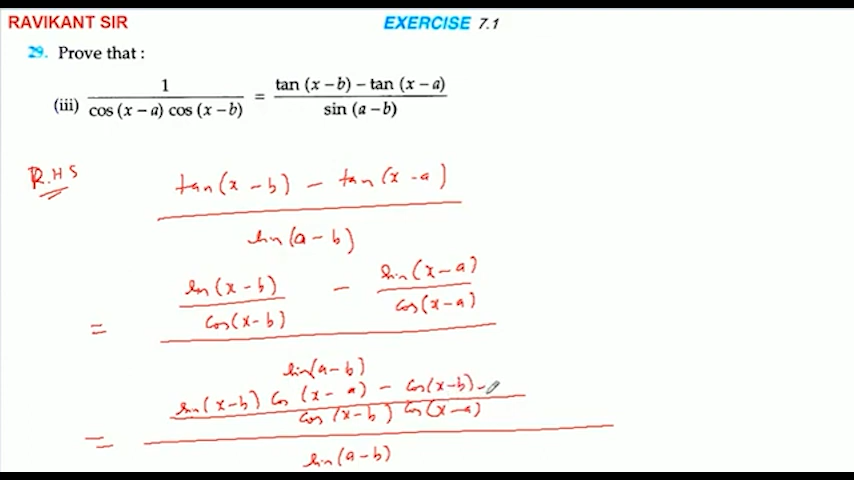 RAVIKANT SIR EXERCISE 7.1
29. Prove that :
(iii) 1 / cos (x – a) cos (x – b) = tan (x – b) – tan (x – a) / sin (a – b)
R.H.S
tan(x – b) – tan(x – a)
sin(a – b)
sin(x – b) – sin(x – a)
= cos(x – b) cos(x – a)
sin(a – b)
sin(x – b) cos(x – a) – cos(x – b)
= cos(x – b) cos(x – a)
sin(a – b)